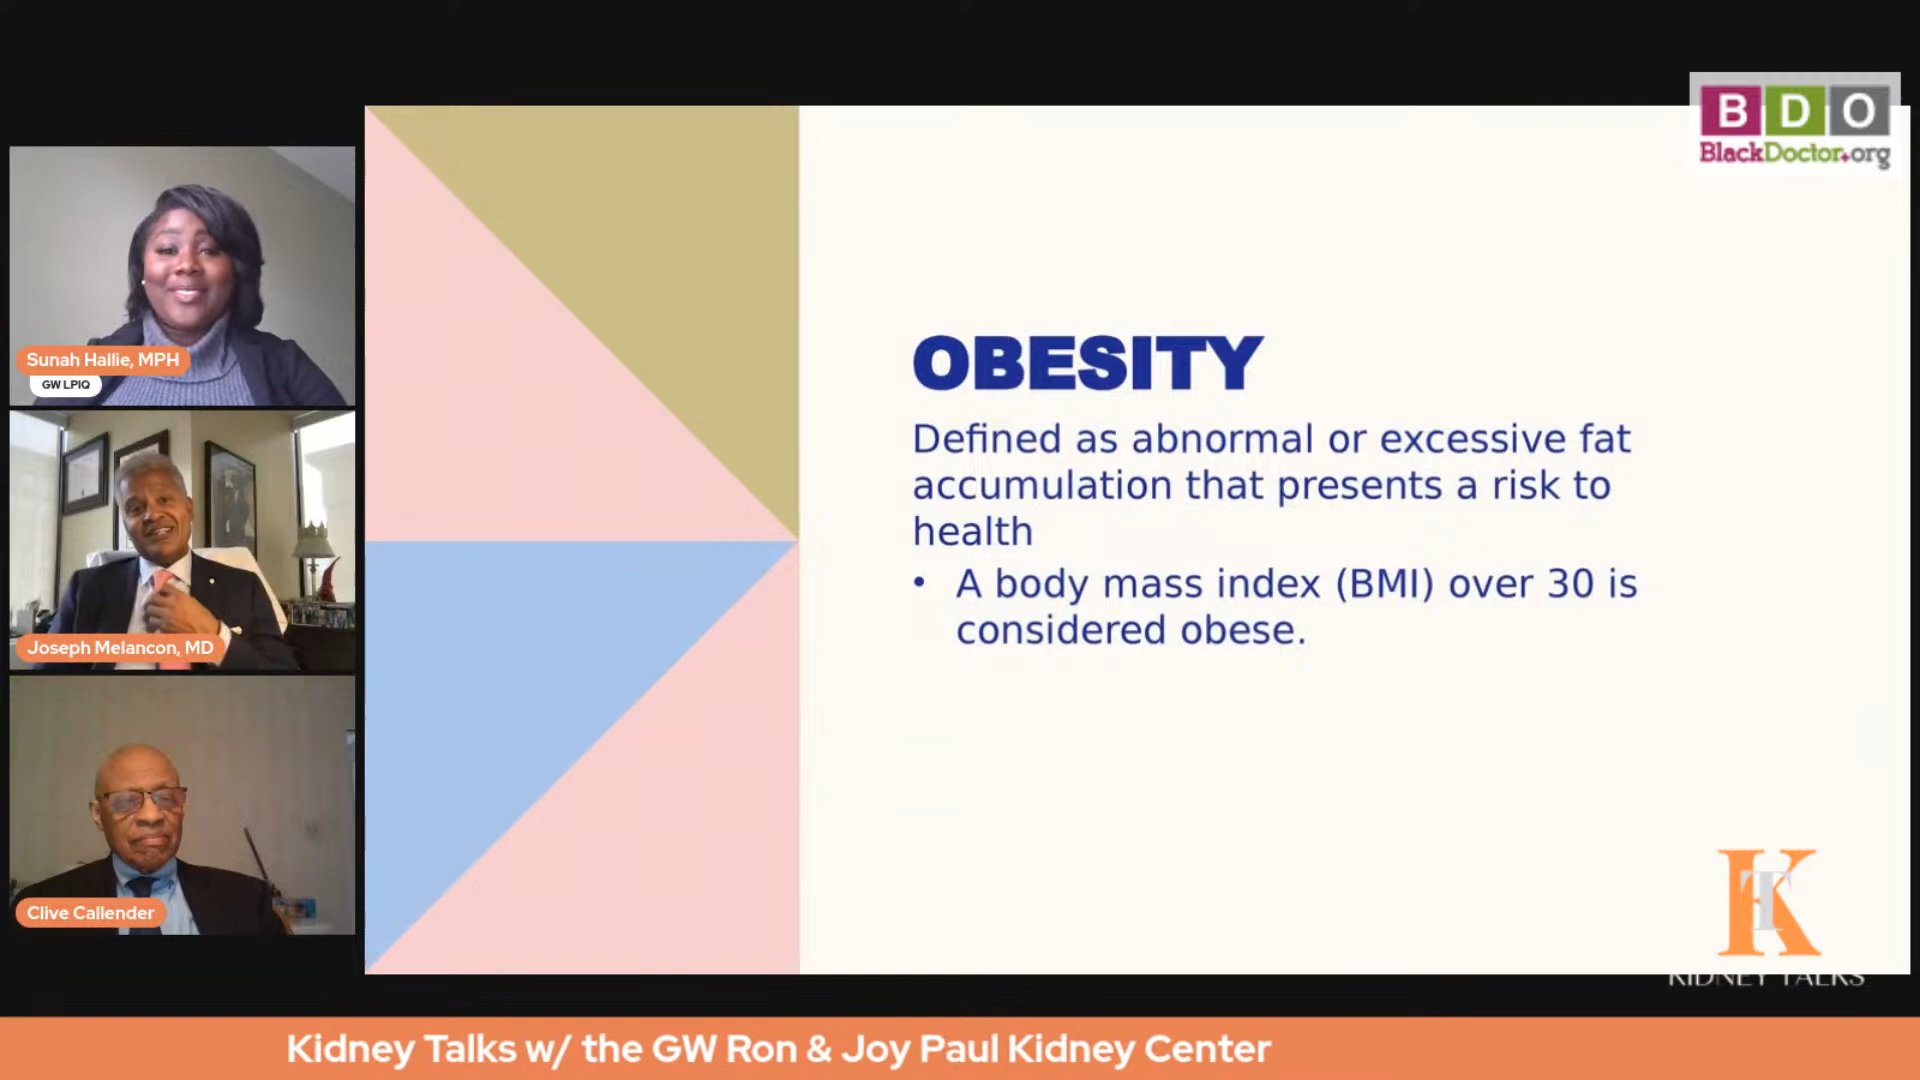 B D O
BlackDoctor.org
Sunah Hallie, MPH
GW LPIQ
Joseph Melancon, MD
Clive Callender
OBESITY
Defined as abnormal or excessive fat
accumulation that presents a risk to
health
• A body mass index (BMI) over 30 is
considered obese.
KT
KIDNEY TALKS
Kidney Talks w/ the GW Ron & Joy Paul Kidney Center